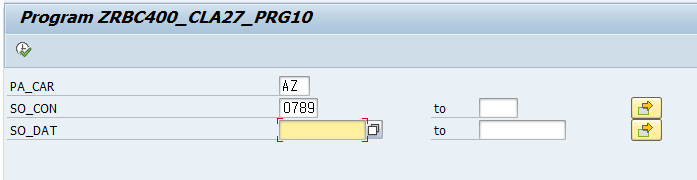 Program ZRBC400_CLA27_PRG10
PA_CAR AZ
SO_CON 0789 to
SO_DAT to